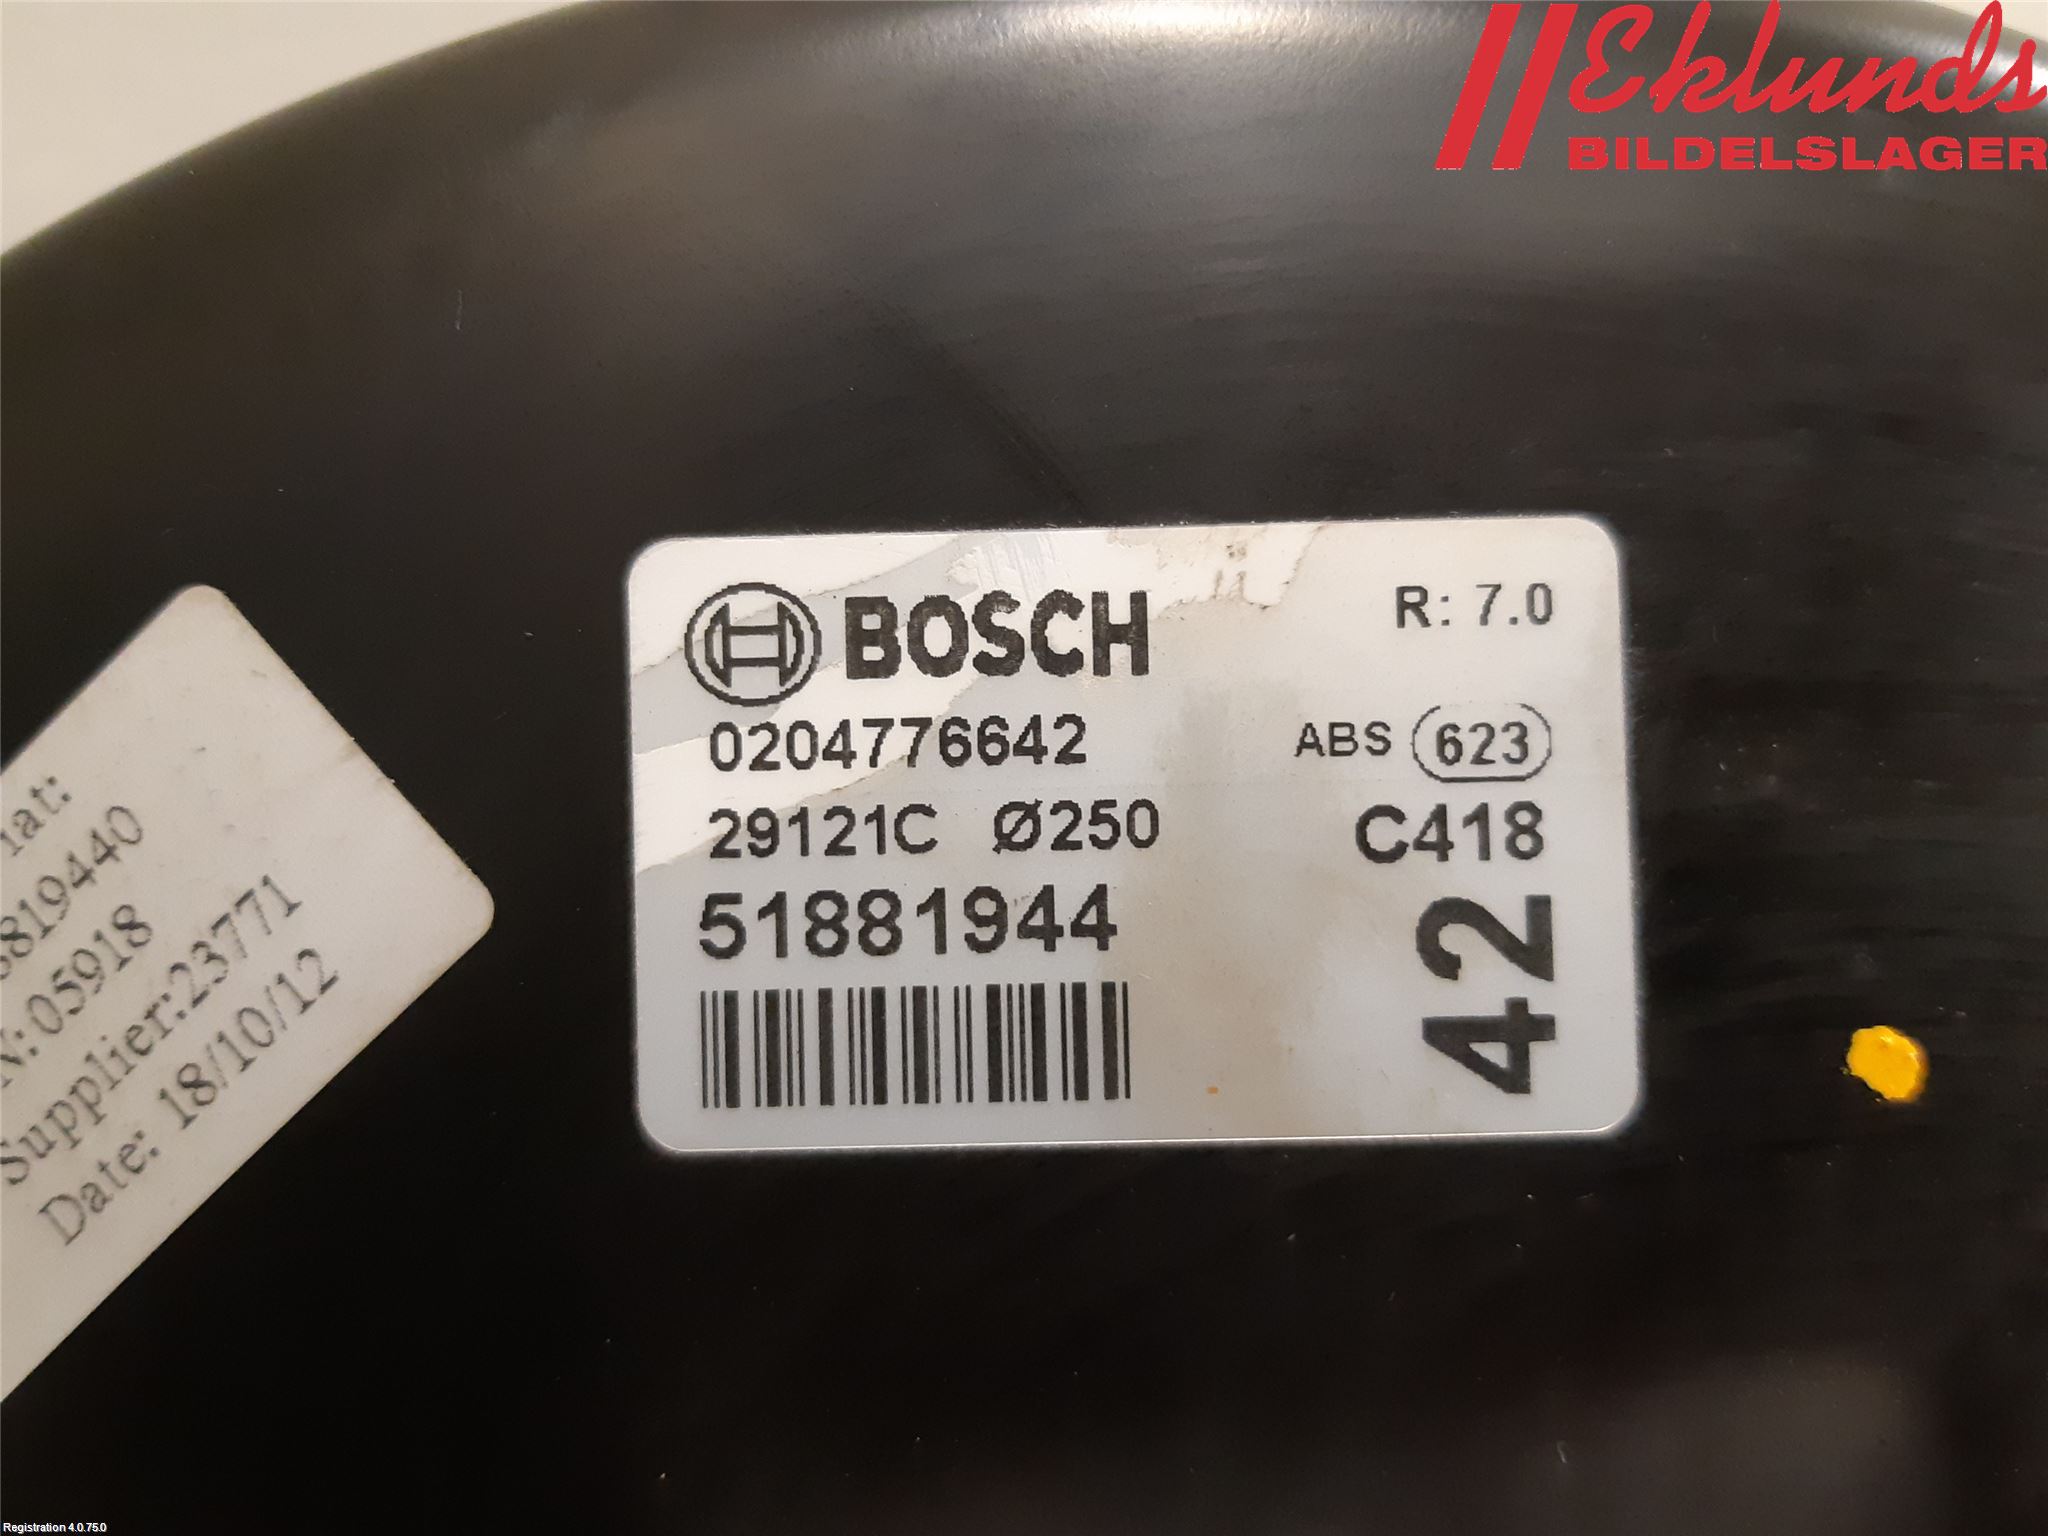 Eklunds
BILDELSLAGER
BOSCH
R: 7.0
0204776642
ABS 623
29121C Ø250
C418
51881944
42
819440
05918
Supplier:23771
Date: 18/10/12
Registration 4.0.75.0